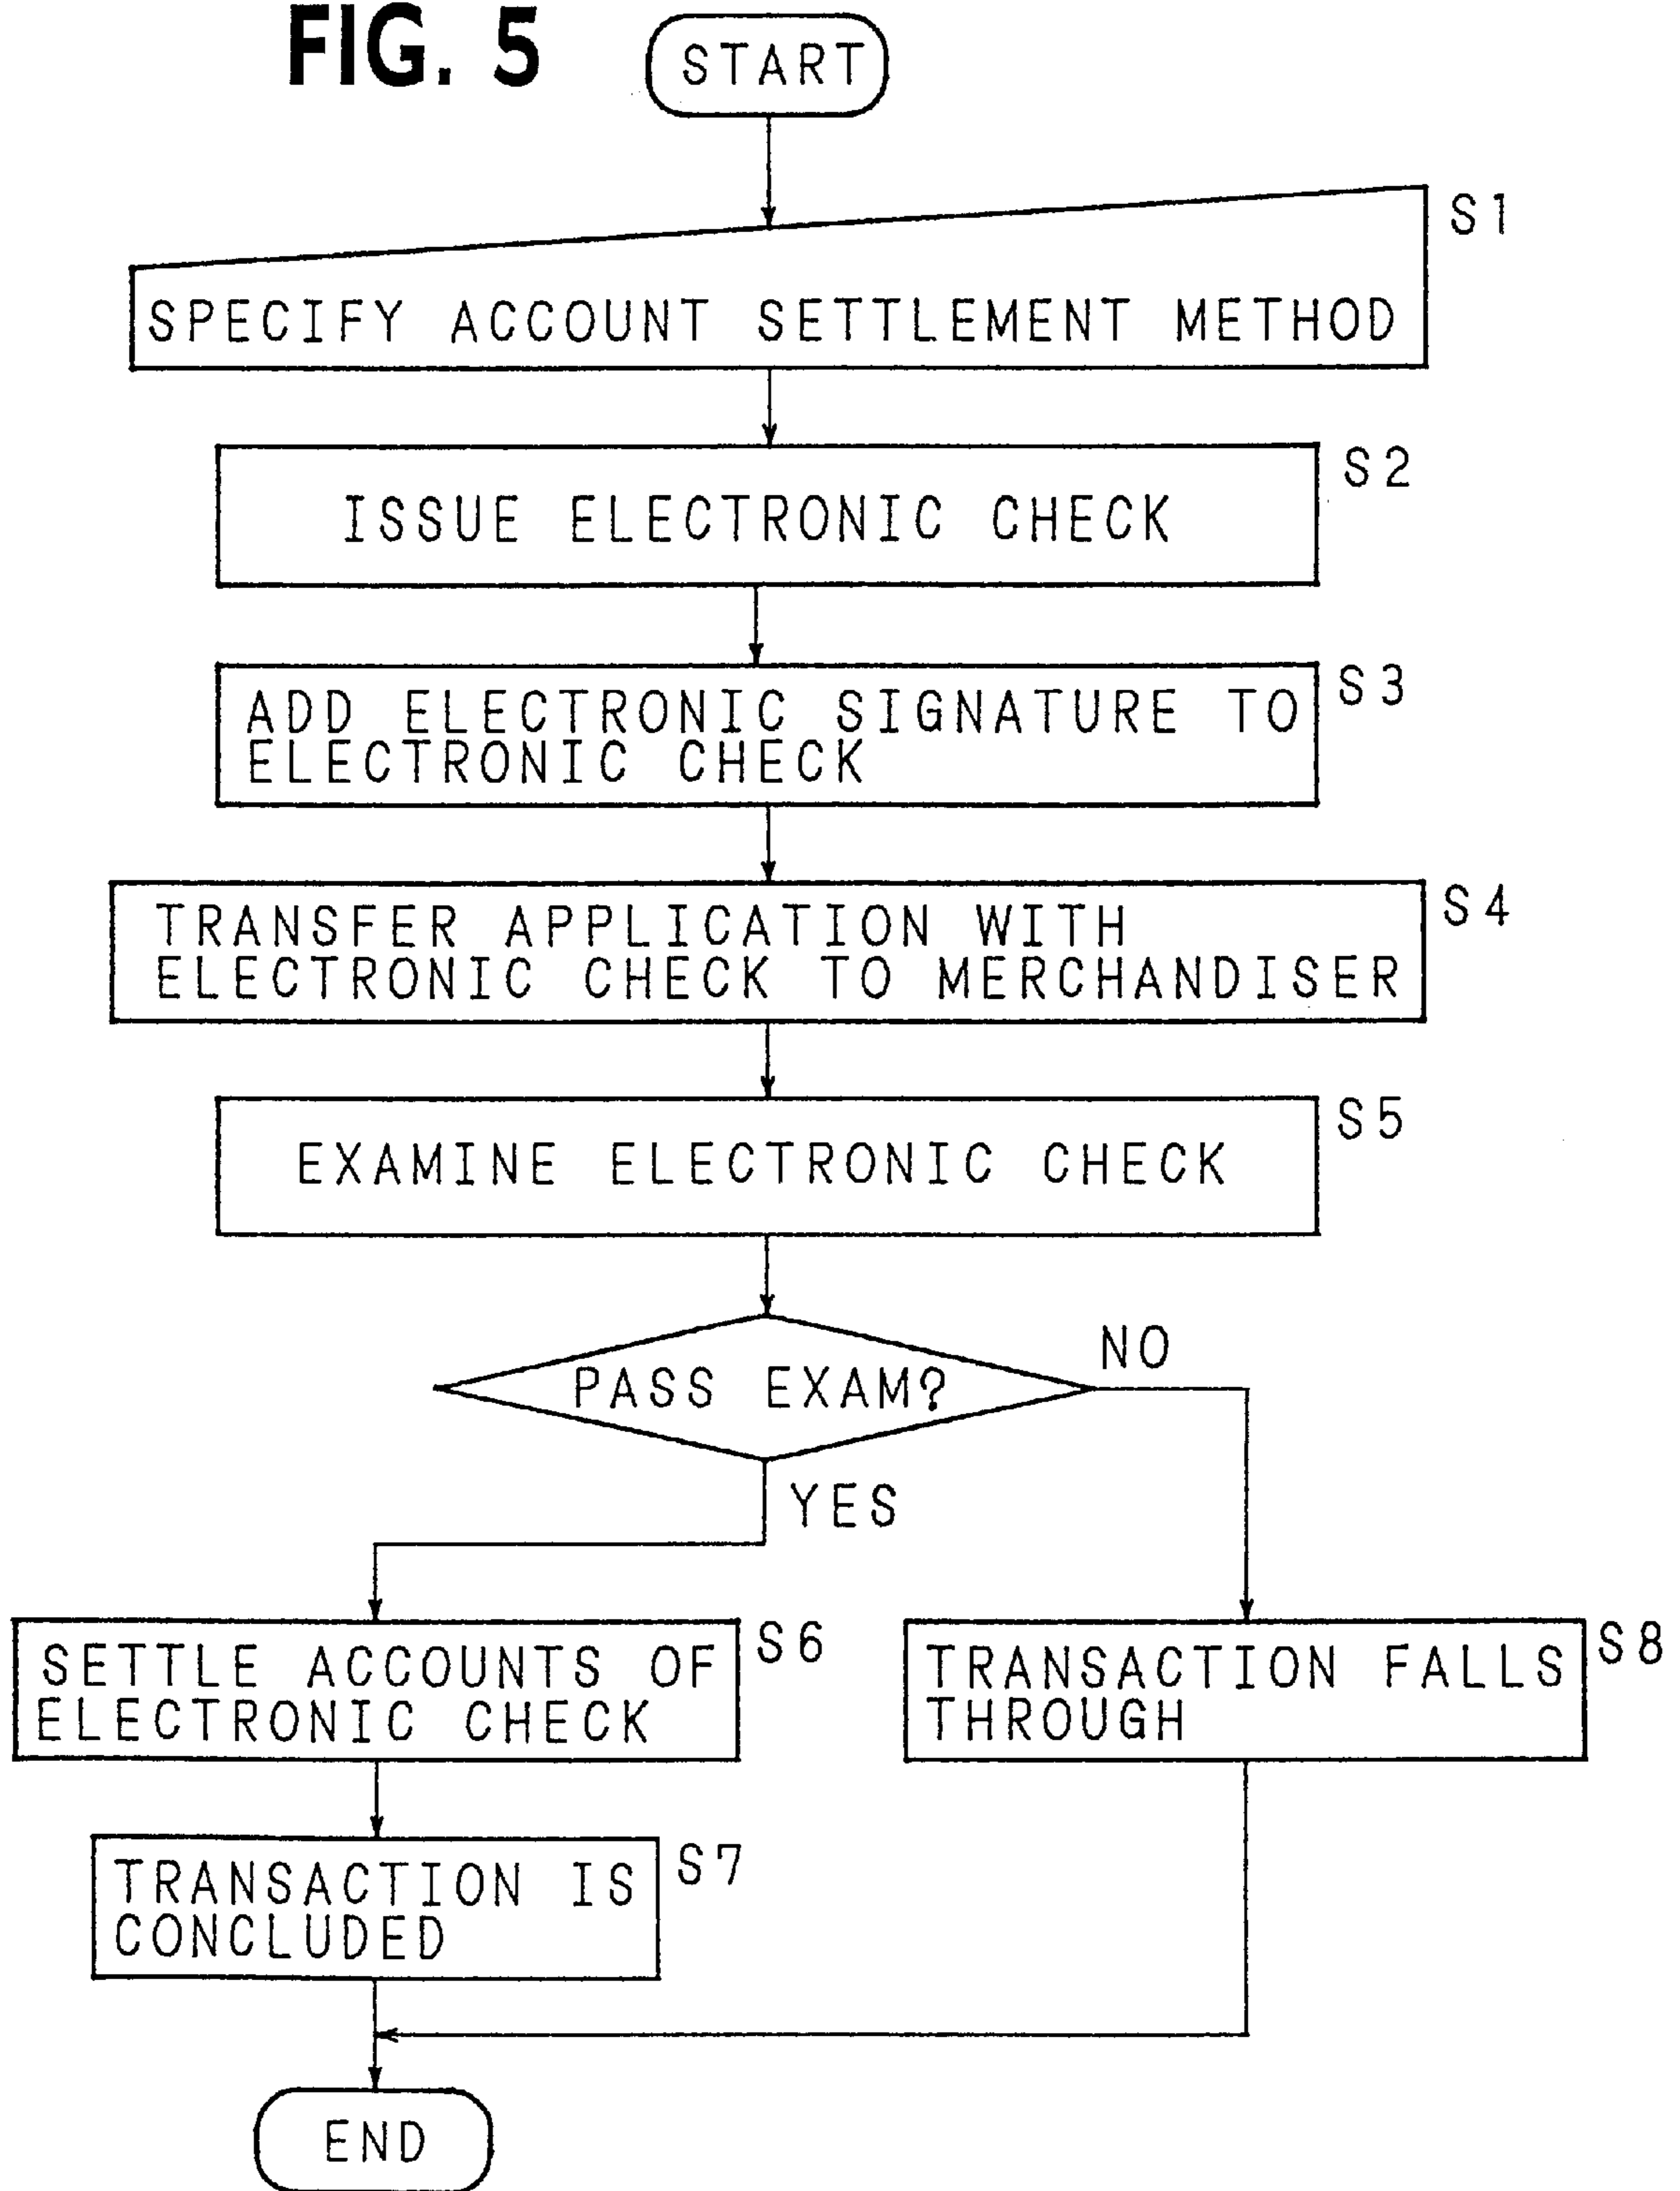 FIG. 5
START
S1
SPECIFY ACCOUNT SETTLEMENT METHOD
S2
ISSUE ELECTRONIC CHECK
S3
ADD ELECTRONIC SIGNATURE TO
ELECTRONIC CHECK
S4
TRANSFER APPLICATION WITH
ELECTRONIC CHECK TO MERCHANDISER
S5
EXAMINE ELECTRONIC CHECK
PASS EXAM?
NO
YES
S6
SETTLE ACCOUNTS OF
ELECTRONIC CHECK
S8
TRANSACTION FALLS
THROUGH
S7
TRANSACTION IS
CONCLUDED
END